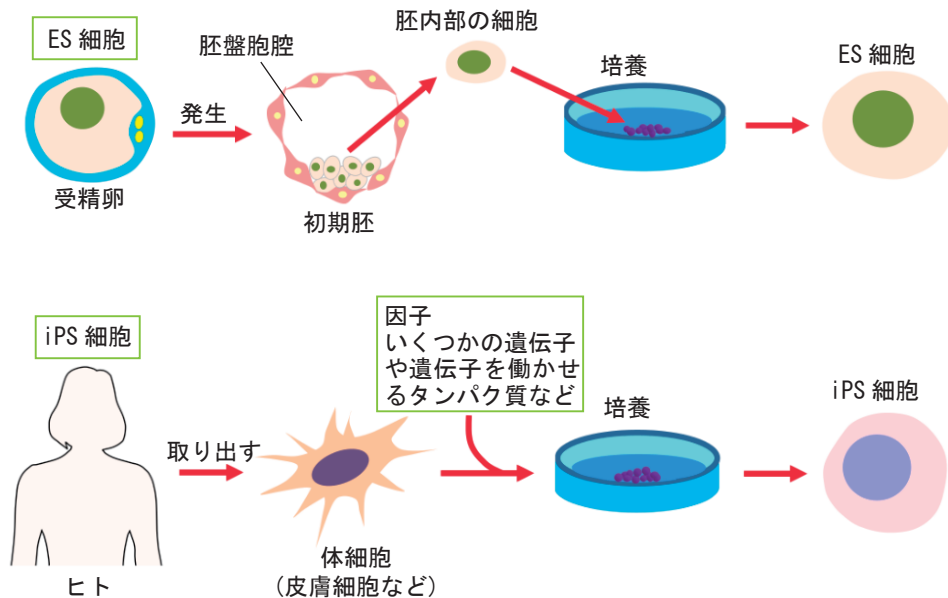 ES 細胞
胚盤胞腔
胚内部の細胞
培養
ES 細胞
発生
受精卵
初期胚
iPS 細胞
因子
いくつかの遺伝子
や遺伝子を働かせ
るタンパク質など
培養
iPS 細胞
取り出す
体細胞
(皮膚細胞など)
ヒト